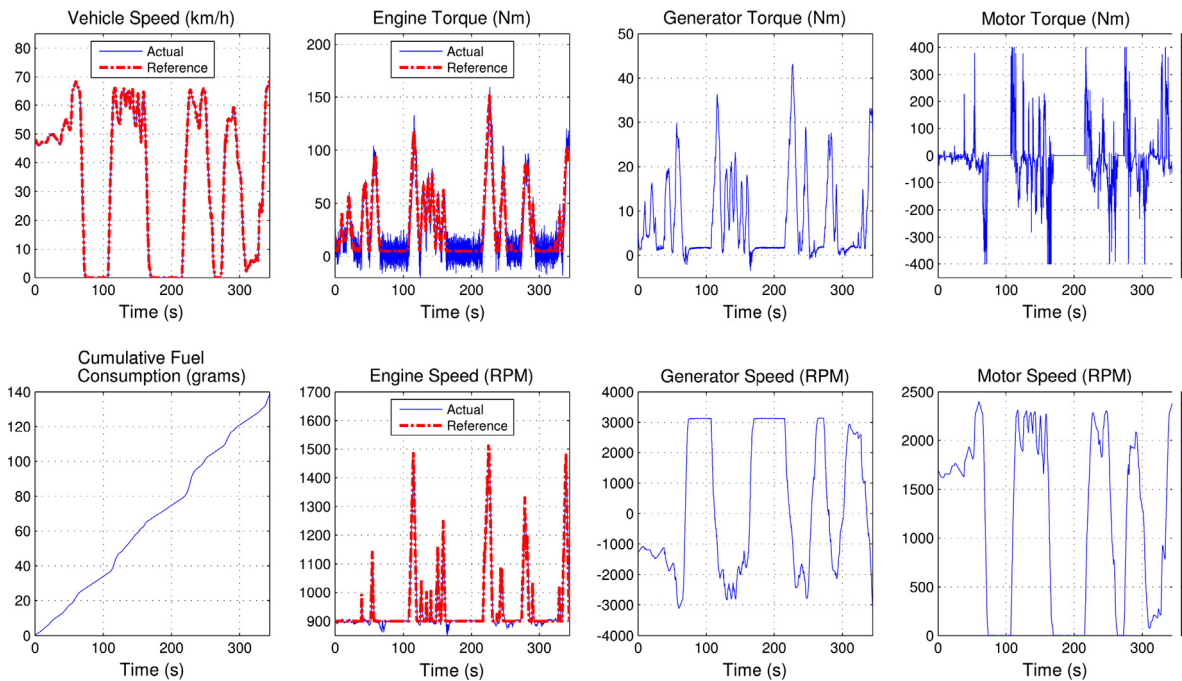 Vehicle Speed (km/h)
Actual
Reference
80
70
60
50
40
30
20
10
0
0 100 200 300
Time (s)
Engine Torque (Nm)
Actual
Reference
200
150
100
50
0
0 100 200 300
Time (s)
Generator Torque (Nm)
50
40
30
20
10
0
0 100 200 300
Time (s)
Motor Torque (Nm)
400
300
200
100
0
-100
-200
-300
-400
0 100 200 300
Time (s)
Cumulative Fuel
Consumption (grams)
140
120
100
80
60
40
20
0
0 100 200 300
Time (s)
Engine Speed (RPM)
Actual
Reference
1700
1600
1500
1400
1300
1200
1100
1000
900
0 100 200 300
Time (s)
Generator Speed (RPM)
4000
3000
2000
1000
0
-1000
-2000
-3000
-4000
0 100 200 300
Time (s)
Motor Speed (RPM)
2500
2000
1500
1000
500
0
0 100 200 300
Time (s)